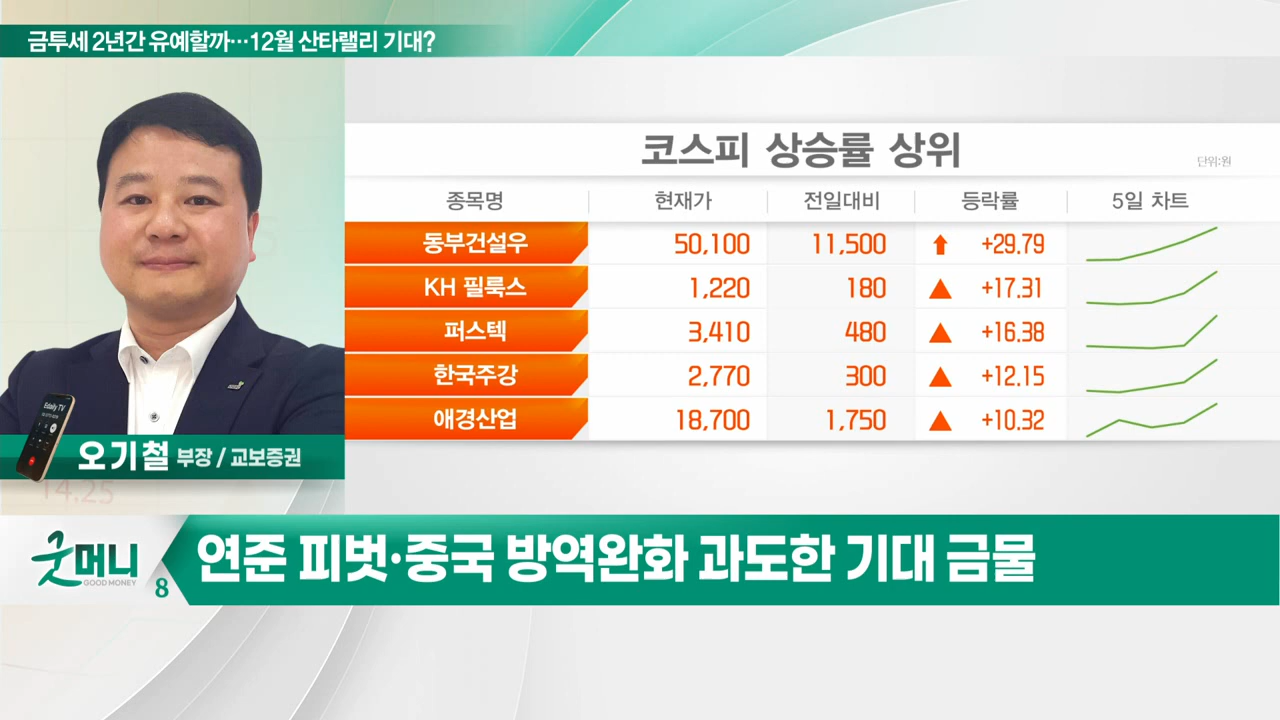 금투세 2년간 유예할까…12월 산타랠리 기대?
코스피 상승률 상위
단위:원
종목명 현재가 전일대비 등락률 5일 차트
동부건설우 50,100 11,500 +29.79
KH 필룩스 1,220 180 ▲ +17.31
퍼스텍 3,410 480 ▲ +16.38
한국주강 2,770 300 ▲ +12.15
애경산업 18,700 1,750 ▲ +10.32
Edaily TV
오기철 부장 / 교보증권
14.25
굿머니
GOOD MONEY
8
연준 피벗·중국 방역완화 과도한 기대 금물